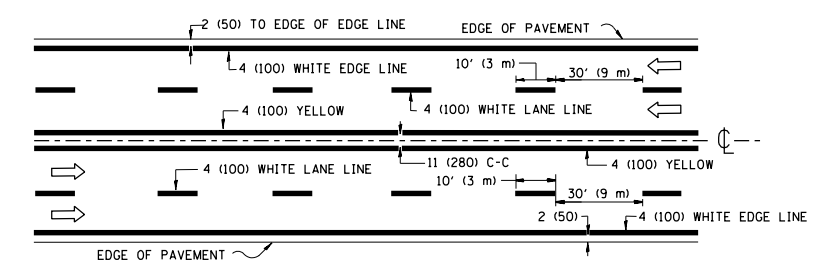 2 (50) TO EDGE OF EDGE LINE
EDGE OF PAVEMENT
4 (100) WHITE EDGE LINE
10' (3 m)
30' (9 m)
4 (100) YELLOW
4 (100) WHITE LANE LINE
℄
4 (100) WHITE LANE LINE
11 (280) C-C
4 (100) YELLOW
10' (3 m)
30' (9 m)
2 (50)
4 (100) WHITE EDGE LINE
EDGE OF PAVEMENT